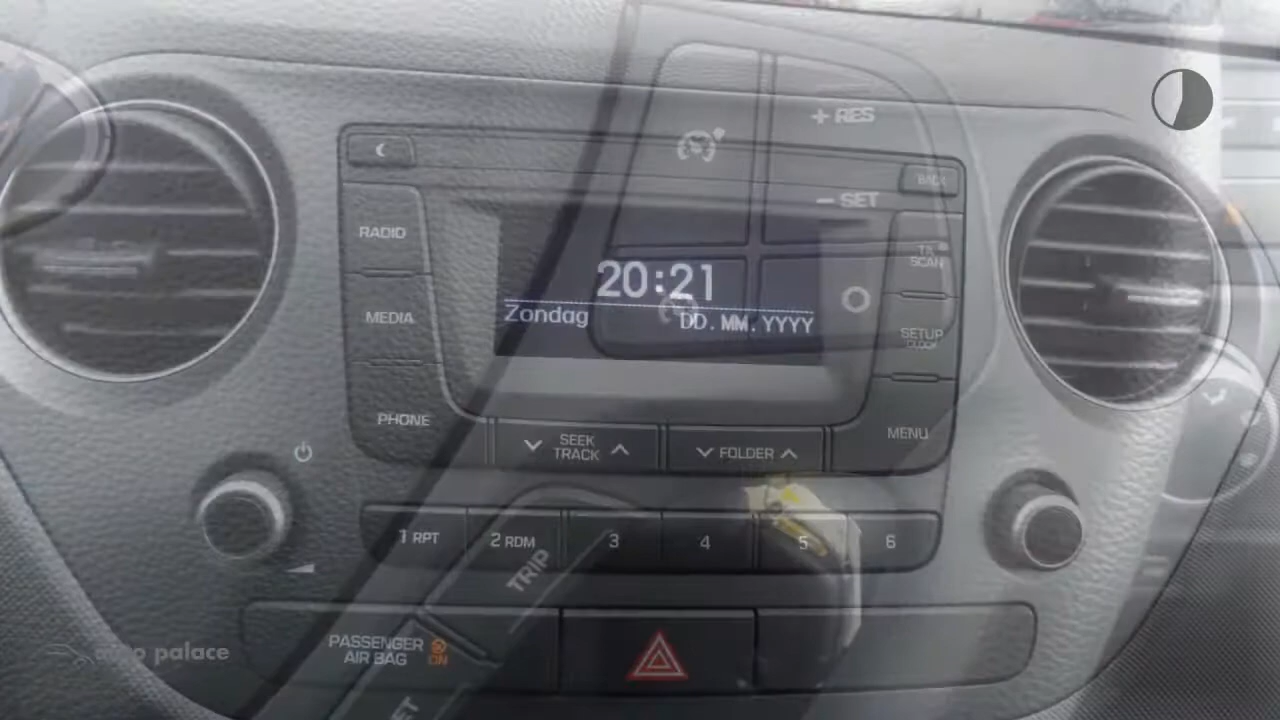 + RES
- SET
BACK
RADIO
TA
SCAN
20:21
Zondag
DD.MM.YYYY
MEDIA
SETUP
CLOCK
PHONE
SEEK
TRACK
FOLDER
MENU
1 RPT
2 RDM
3
4
5
6
TRIP
PASSENGER
AIR BAG
ON
auto palace